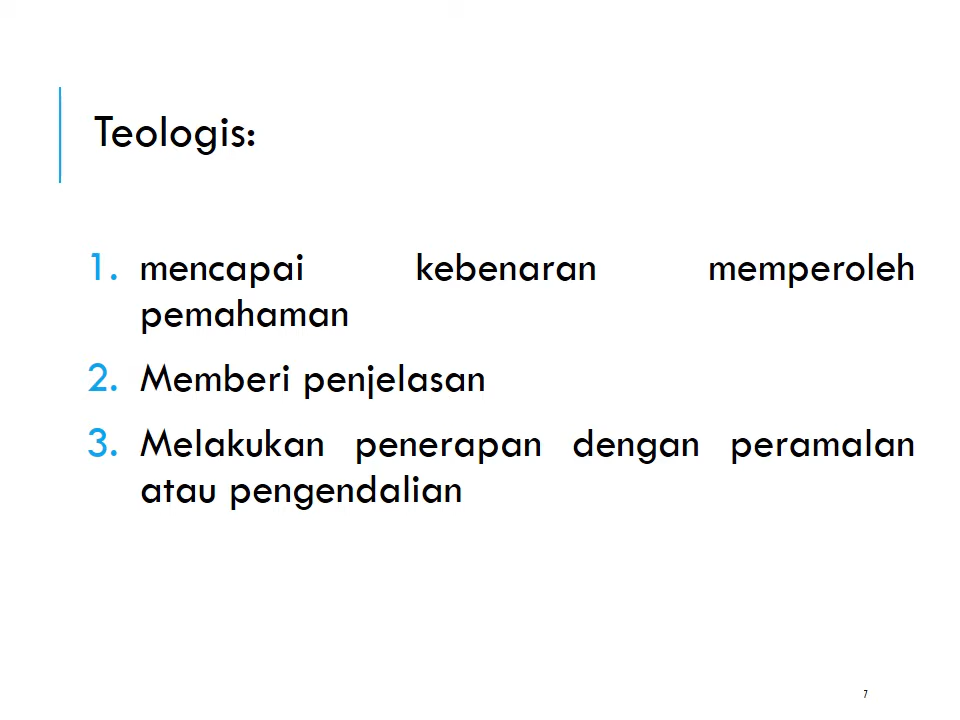 Teologis:
1. mencapai kebenaran memperoleh
pemahaman
2. Memberi penjelasan
3. Melakukan penerapan dengan peramalan
atau pengendalian
7